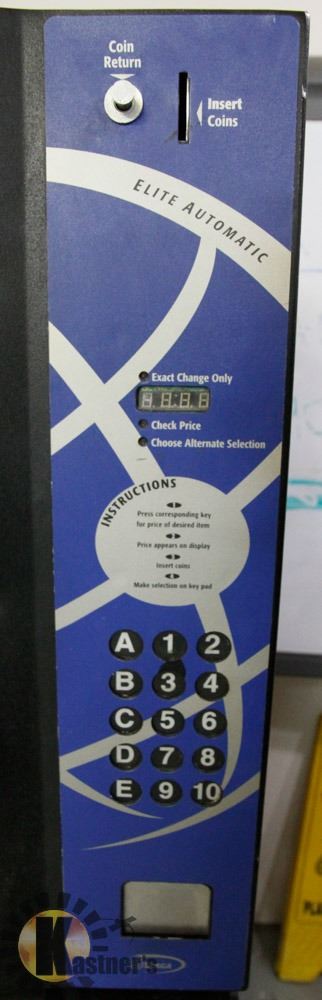 Coin
Return
Insert
Coins
ELITE AUTOMATIC
Exact Change Only
Check Price
Choose Alternate Selection
INSTRUCTIONS
Press corresponding key
for price of desired item
Price appears on display
Insert coins
Make selection on key pad
A 1 2
B 3 4
C 5 6
D 7 8
E 9 10
Kastner's